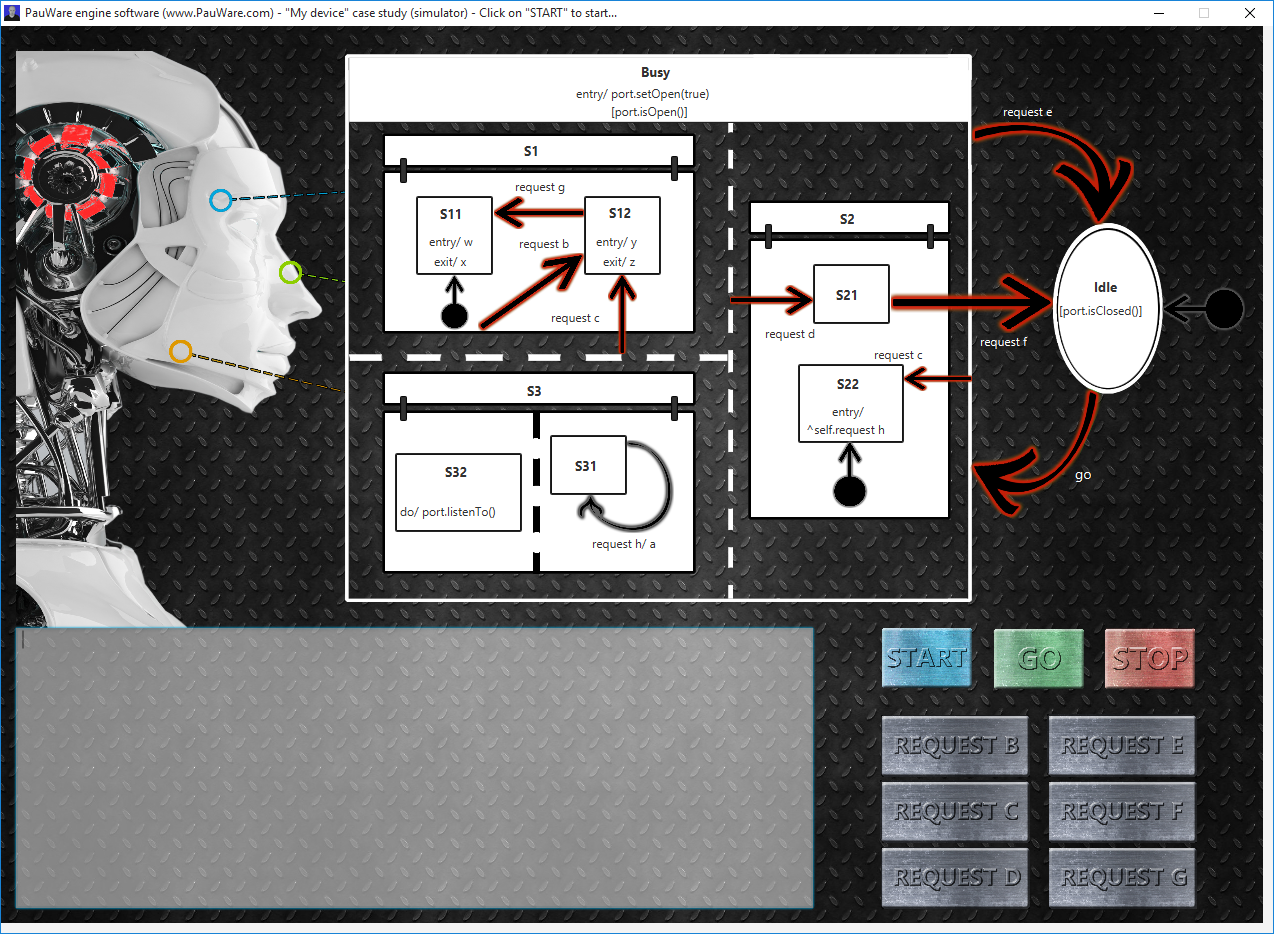 PauWare engine software (www.PauWare.com) - "My device" case study (simulator) - Click on "START" to start...
Busy
entry/ port.setOpen(true)
[port.isOpen()]
request e
S1
request g
S11
entry/ w
exit/ x
S12
entry/ y
exit/ z
request b
request c
S2
S21
request d
request f
request c
S22
entry/
^self.request h
Idle
[port.isClosed()]
go
S3
S32
do/ port.listenTo()
S31
request h/ a
START
GO
STOP
REQUEST B
REQUEST E
REQUEST C
REQUEST F
REQUEST D
REQUEST G